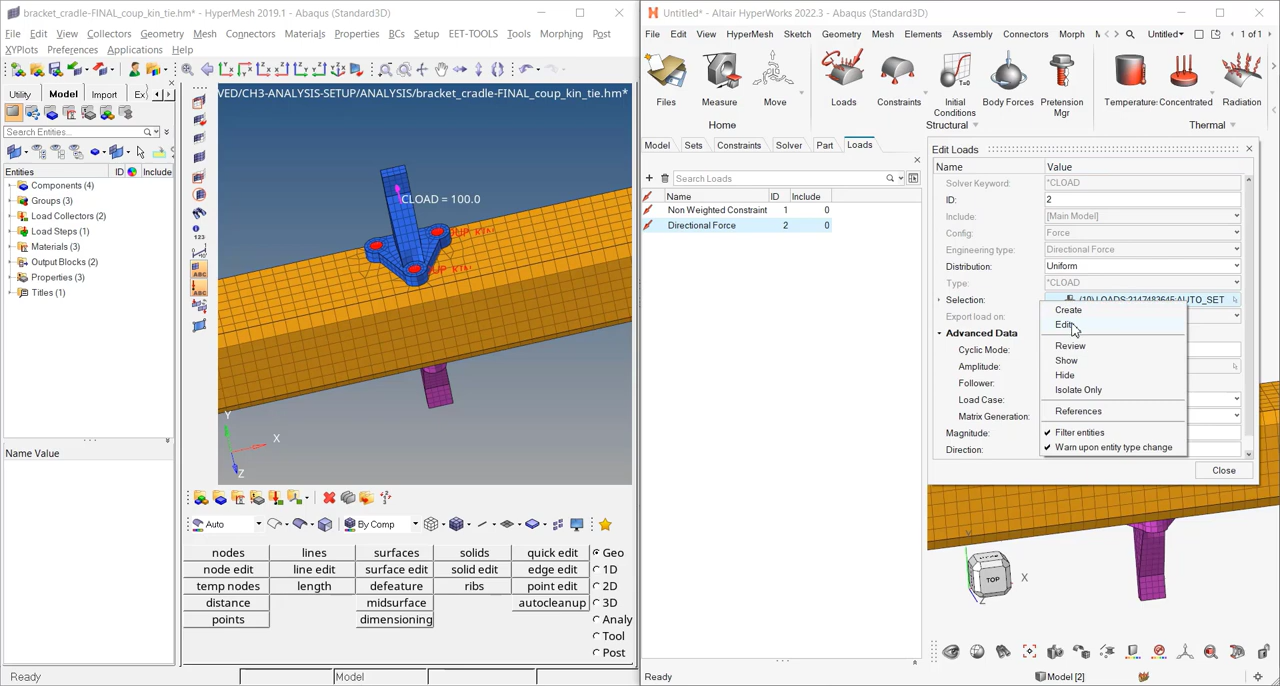 bracket_cradle-FINAL_coup_kin_tie.hm* - HyperMesh 2019.1 - Abaqus (Standard3D)
File Edit View Collectors Geometry Mesh Connectors Materials Properties BCs Setup EET-TOOLS Tools Morphing Post
XYPlots Preferences Applications Help
Utility Model Import Ex
Search Entities...
Entities ID Include
Components (4)
Groups (3)
Load Collectors (2)
Load Steps (1)
Materials (3)
Output Blocks (2)
Properties (3)
Titles (1)
Name Value
VED/CH3-ANALYSIS-SETUP/ANALYSIS/bracket_cradle-FINAL_coup_kin_tie.hm*
CLOAD = 100.0
Y
X
Z
Auto By Comp
nodes lines surfaces solids quick edit Geo
node edit line edit surface edit solid edit edge edit 1D
temp nodes length defeature ribs point edit 2D
distance midsurface autocleanup 3D
points dimensioning Analy
Tool
Post
Ready Model
Untitled* - Altair HyperWorks 2022.3 - Abaqus (Standard3D)
File Edit View HyperMesh Sketch Geometry Mesh Elements Assembly Connectors Morph Untitled 1 of 1
Files Measure Move Loads Constraints Initial Conditions Body Forces Pretension Mgr Temperature: Concentrated Radiation
Home Structural Thermal
Model Sets Constraints Solver Part Loads
Search Loads
Name ID Include
Non Weighted Constraint 1 0
Directional Force 2 0
Edit Loads
Name Value
Solver Keyword: *CLOAD
ID: 2
Include: [Main Model]
Config: Force
Engineering type: Directional Force
Distribution: Uniform
Type: *CLOAD
Selection: (10) LOADS:2147483645:AUTO_SET
Export load on:
Advanced Data
Cyclic Mode:
Amplitude:
Follower:
Load Case:
Matrix Generation:
Magnitude:
Direction:
Create
Edit
Review
Show
Hide
Isolate Only
References
Filter entities
Warn upon entity type change
Close
TOP
X
Z
Ready Model [2]